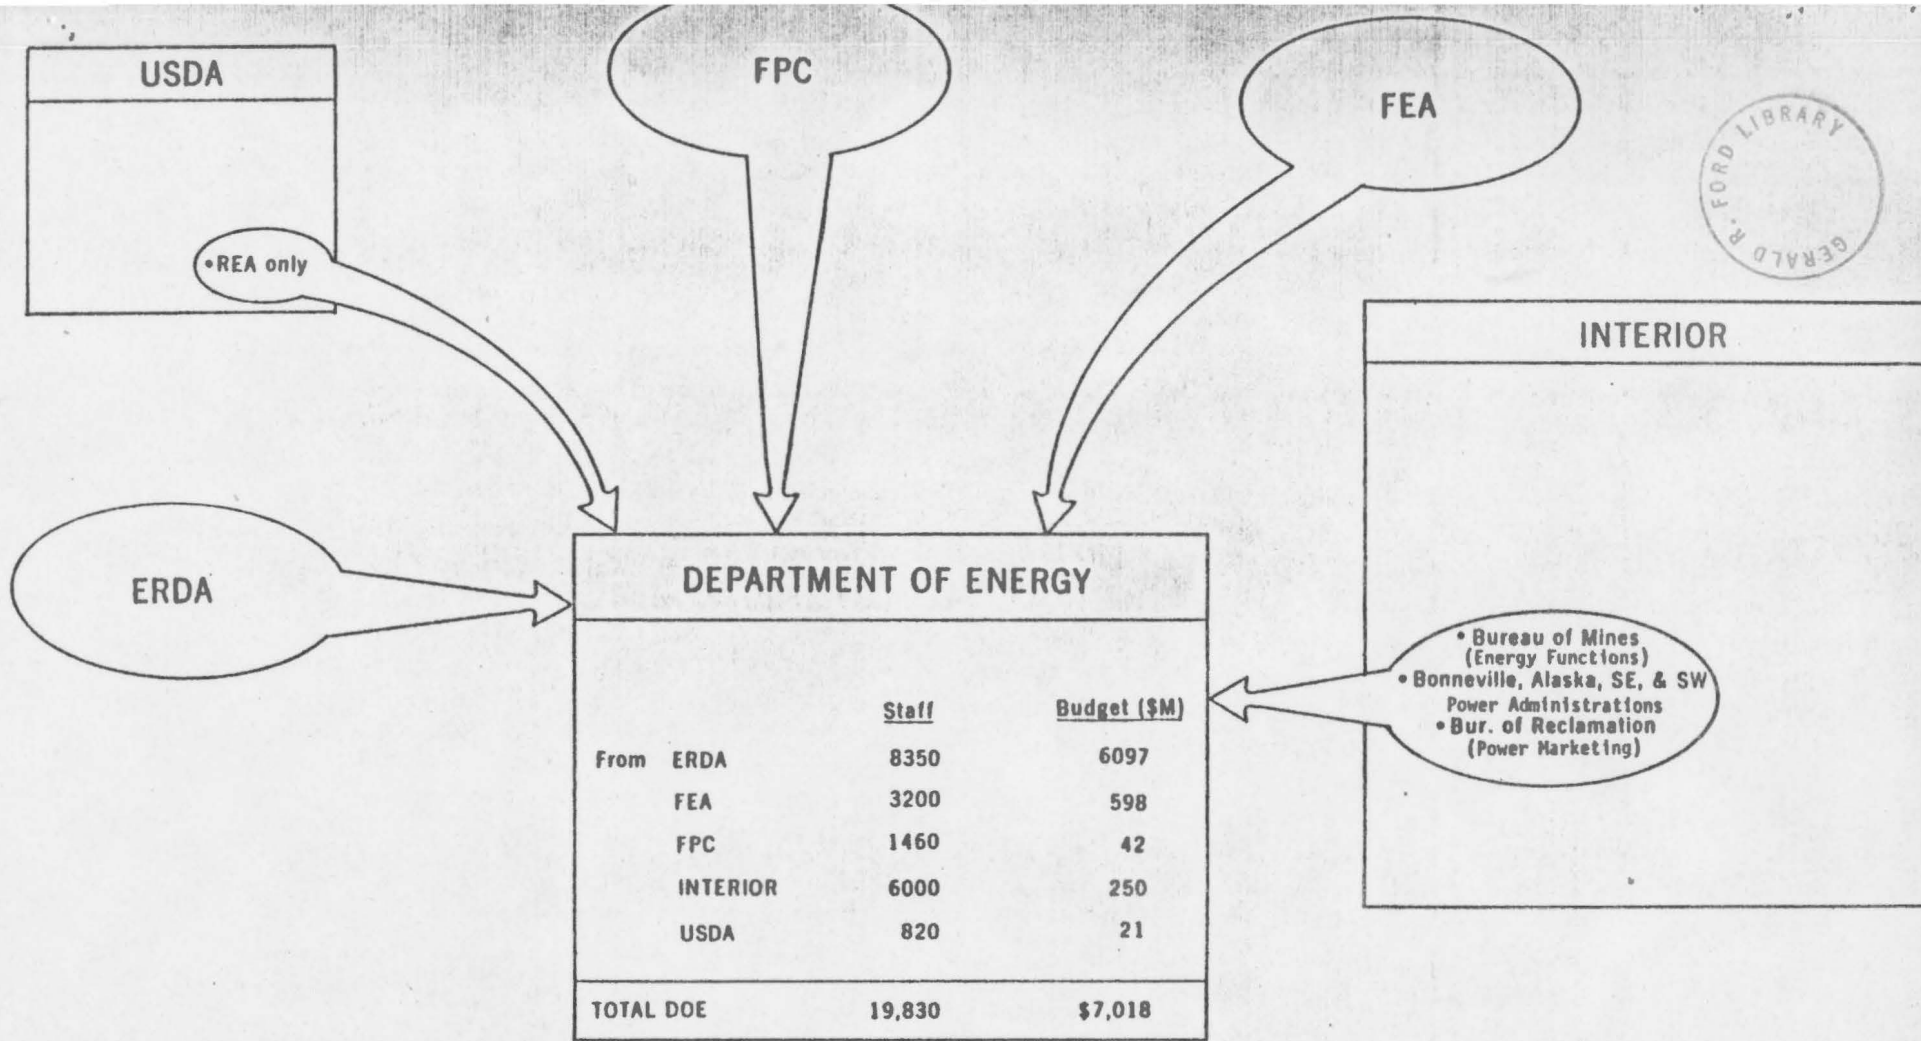 USDA
•REA only
FPC
FEA
GERALD R. FORD LIBRARY
INTERIOR
• Bureau of Mines
(Energy Functions)
• Bonneville, Alaska, SE, & SW
Power Administrations
• Bur. of Reclamation
(Power Marketing)
ERDA
DEPARTMENT OF ENERGY
Staff Budget ($M)
From ERDA 8350 6097
FEA 3200 598
FPC 1460 42
INTERIOR 6000 250
USDA 820 21
TOTAL DOE 19,830 $7,018